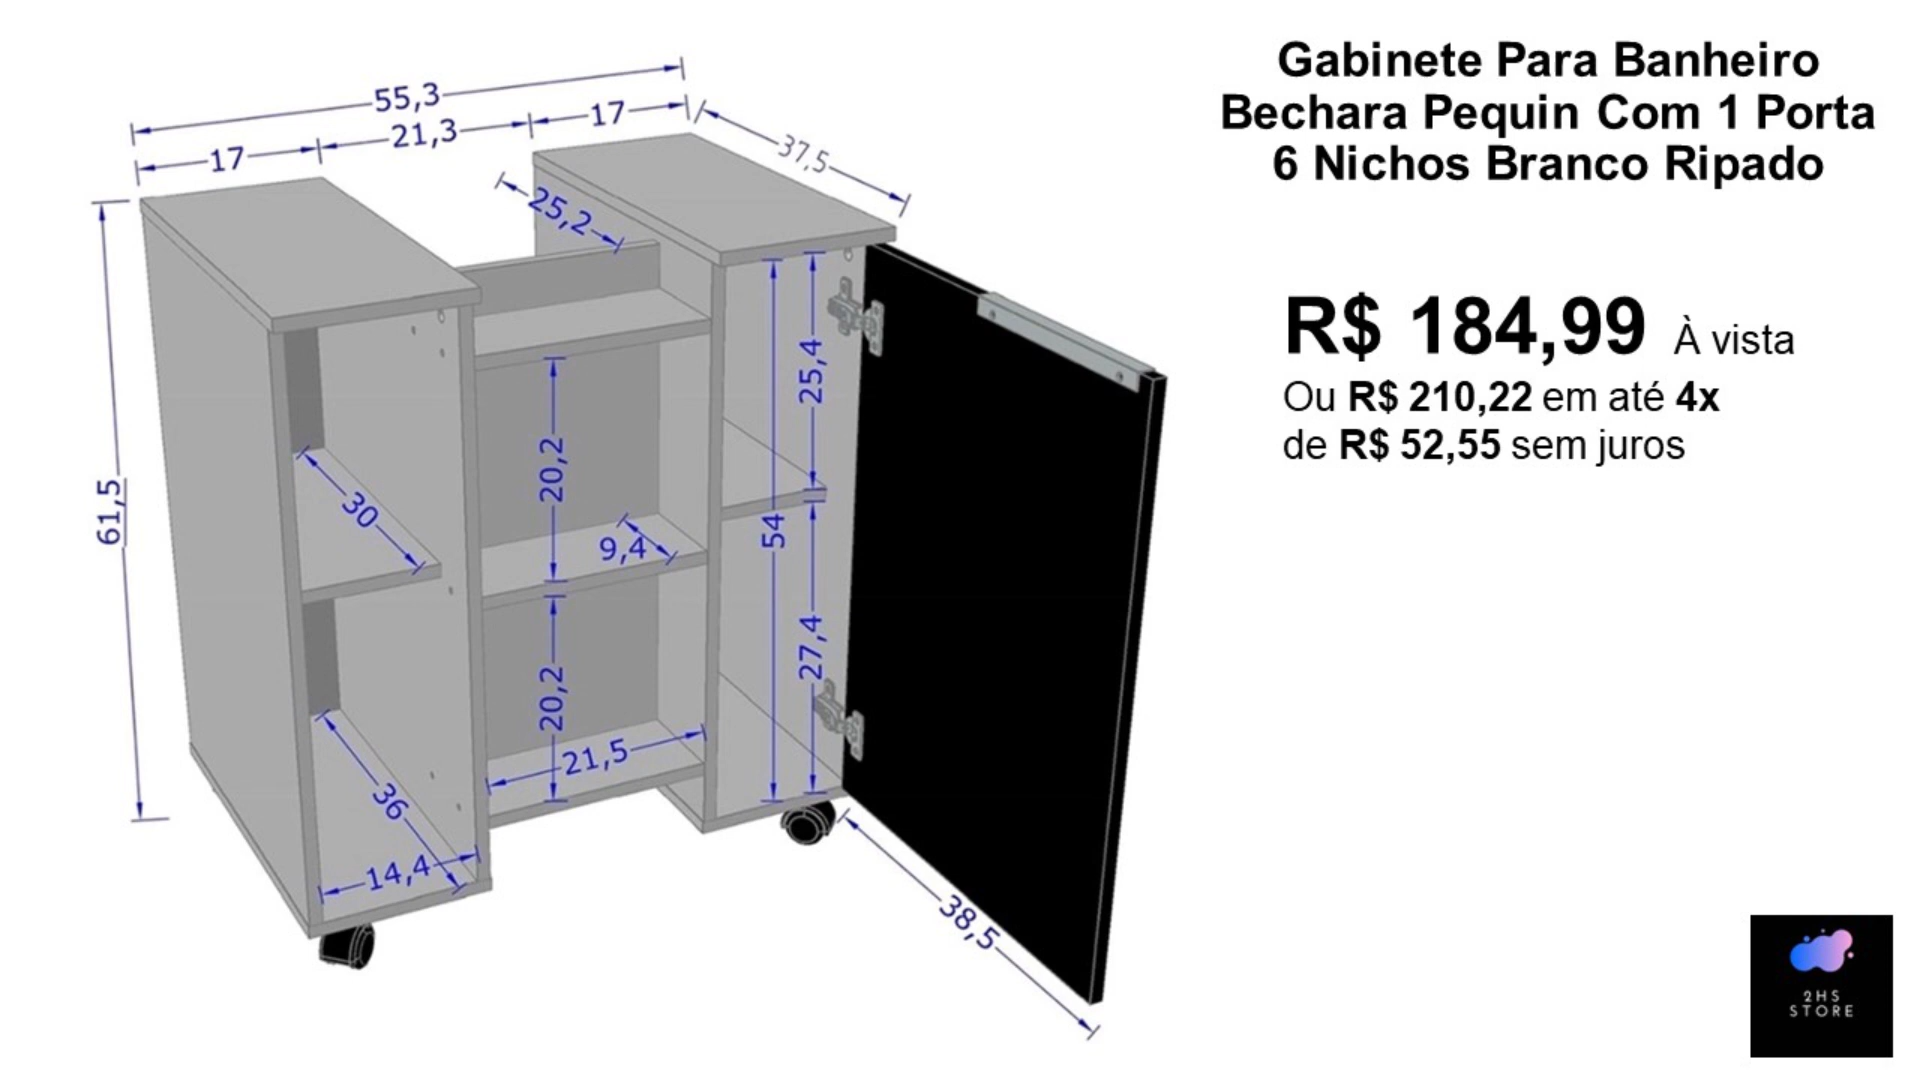 Gabinete Para Banheiro
Bechara Pequin Com 1 Porta
6 Nichos Branco Ripado
R$ 184,99 À vista
Ou R$ 210,22 em até 4x
de R$ 52,55 sem juros
55,3
17
21,3
17
37,5
25,2
61,5
30
20,2
9,4
54
25,4
27,4
20,2
21,5
36
14,4
38,5
2HS
STORE